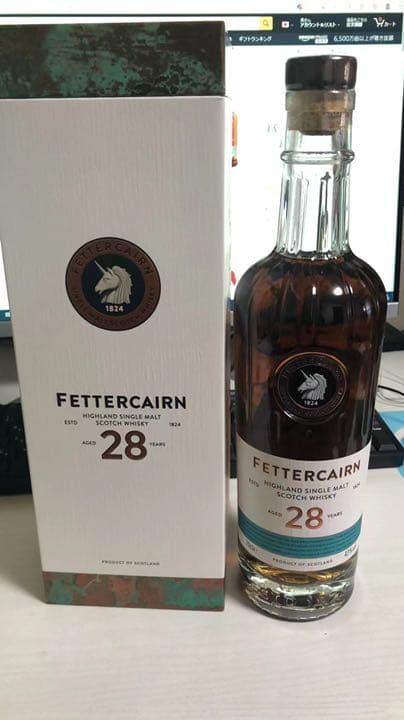 アカウント&リスト
カート
ギフトランキング
FETTERCAIRN
1824
FETTERCAIRN
HIGHLAND SINGLE MALT
ESTD SCOTCH WHISKY 1824
AGED 28 YEARS
PRODUCT OF SCOTLAND
FETTERCAIRN
1824
FETTERCAIRN
HIGHLAND SINGLE MALT
ESTD SCOTCH WHISKY 1824
AGED 28 YEARS
PRODUCT OF SCOTLAND